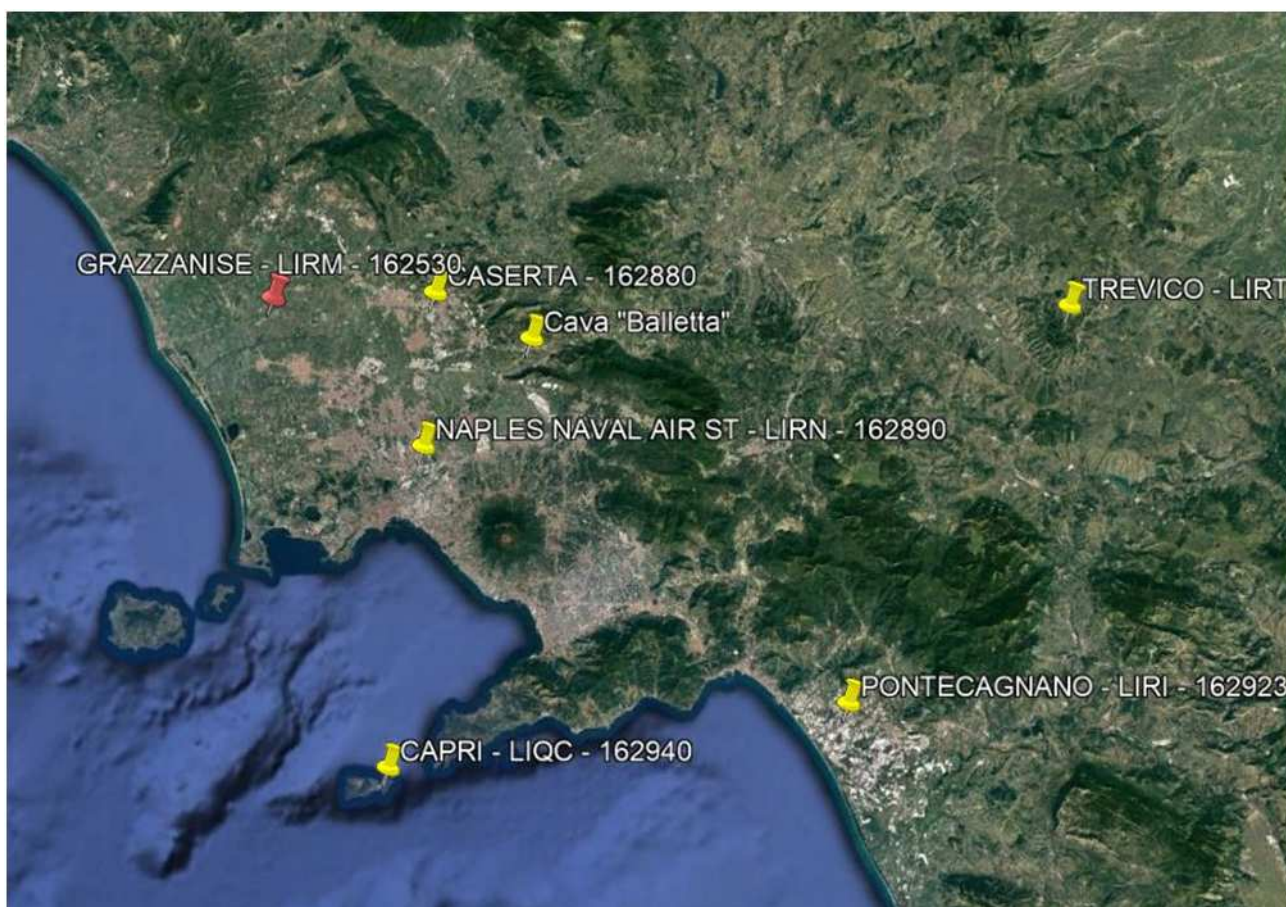 GRAZZANISE - LIRM - 162530
CASERTA - 162880
TREVICO - LIRT
Cava "Balletta"
NAPLES NAVAL AIR ST - LIRN - 162890
PONTECAGNANO - LIRI - 162923
CAPRI - LIQC - 162940